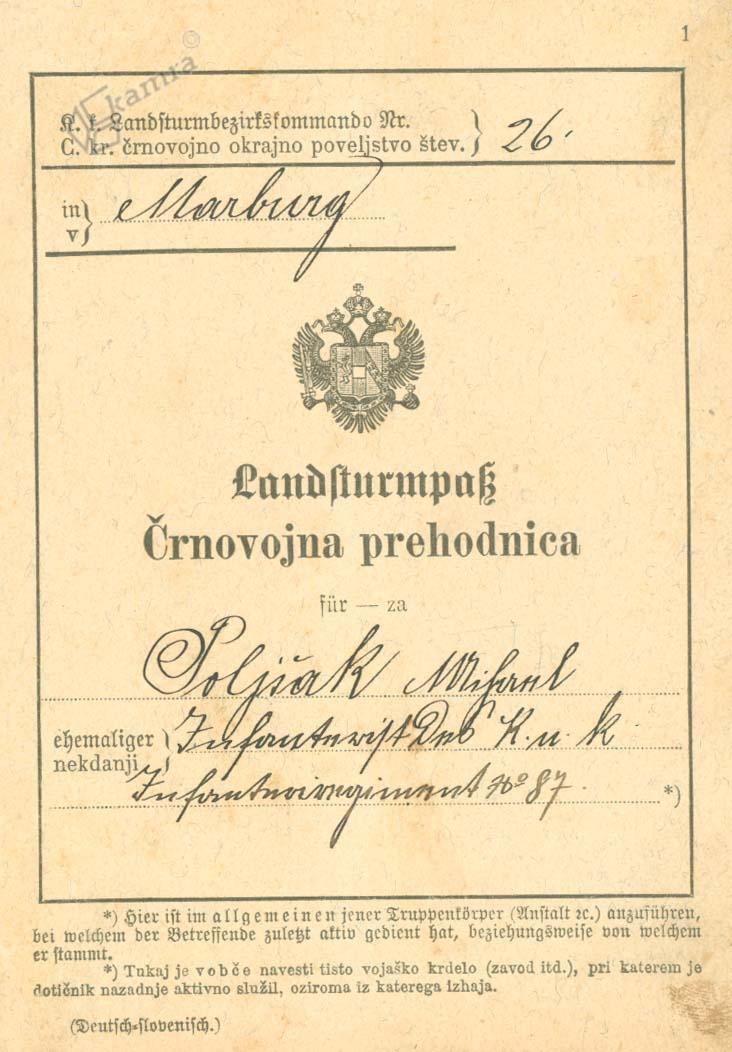 1
kamra
K. k. Landsturmbezirkskommando Nr.
C. kr. črnovojno okrajno poveljstvo štev. } 26.
in
v } Marburg
Landsturmpaß
Črnovojna prehodnica
für — za
Poljšak Mihael
ehemaliger
nekdanji } Infanterist Des K. u. k.
Infanterieregiment No 87. *)
*) Hier ist im allgemeinen jener Truppenkörper (Anstalt ꝛc.) anzuführen,
bei welchem der Betreffende zuletzt aktiv gedient hat, beziehungsweise von welchem
er stammt.
*) Tukaj je vobče navesti tisto vojaško krdelo (zavod itd.), pri katerem je
dotičnik nazadnje aktivno služil, oziroma iz katerega izhaja.
(Deutsch-slovenisch.)